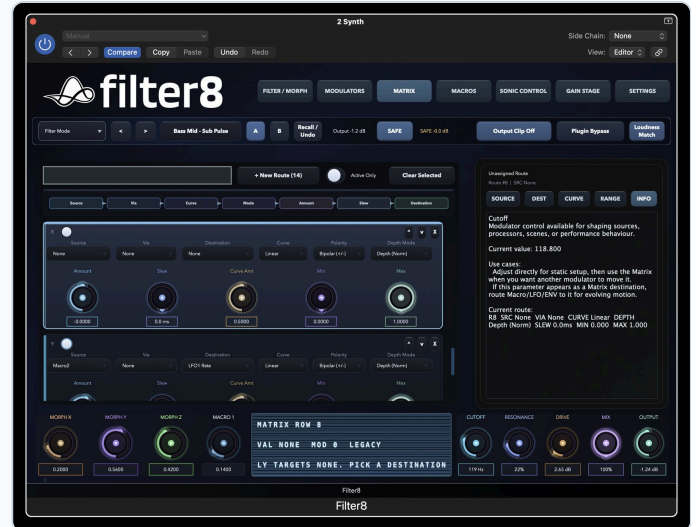 2 Synth
Manual
Side Chain: None
< > Compare Copy Paste Undo Redo
View: Editor
filter8
FILTER / MORPH MODULATORS MATRIX MACROS SONIC CONTROL GAIN STAGE SETTINGS
Filter Mode < > Bass Mid - Sub Pulse A B Recall / Undo Output -1.2 dB SAFE SAFE -0.0 dB Output Clip Off Plugin Bypass Loudness Match
+ New Route (14) Active Only Clear Selected
Source Via Curve Mode Amount Slew Destination
8 ^ v X
Source Via Destination Curve Polarity Depth Mode
None None None Linear Bipolar (+/-) Depth (Norm)
Amount Slew Curve Amt Min Max
-0.0000 0.0 ms 0.5000 0.0000 1.0000
9 ^ v X
Source Via Destination Curve Polarity Depth Mode
Macro2 None LFO1 Rate Linear Bipolar (+/-) Depth (Norm)
Amount Slew Curve Amt Min Max
Unassigned Route
Route #8 | SRC None
SOURCE DEST CURVE RANGE INFO
Cutoff
Modulator control available for shaping sources,
processors, scenes, or performance behaviour.
Current value: 118.800
Use cases:
Adjust directly for static setup, then use the Matrix
when you want another modulator to move it.
If this parameter appears as a Matrix destination,
route Macro/LFO/ENV to it for evolving motion.
Current route:
R8 SRC None VIA None CURVE Linear DEPTH
Depth (Norm) SLEW 0.0ms MIN 0.000 MAX 1.000
MORPH X MORPH Y MORPH Z MACRO 1
0.2000 0.5600 0.4200 0.1400
MATRIX ROW 8
VAL NONE MOD 0 LEGACY
LY TARGETS NONE. PICK A DESTINATION
CUTOFF RESONANCE DRIVE MIX OUTPUT
119 Hz 22% 2.65 dB 100% -1.24 dB
Filter8
Filter8